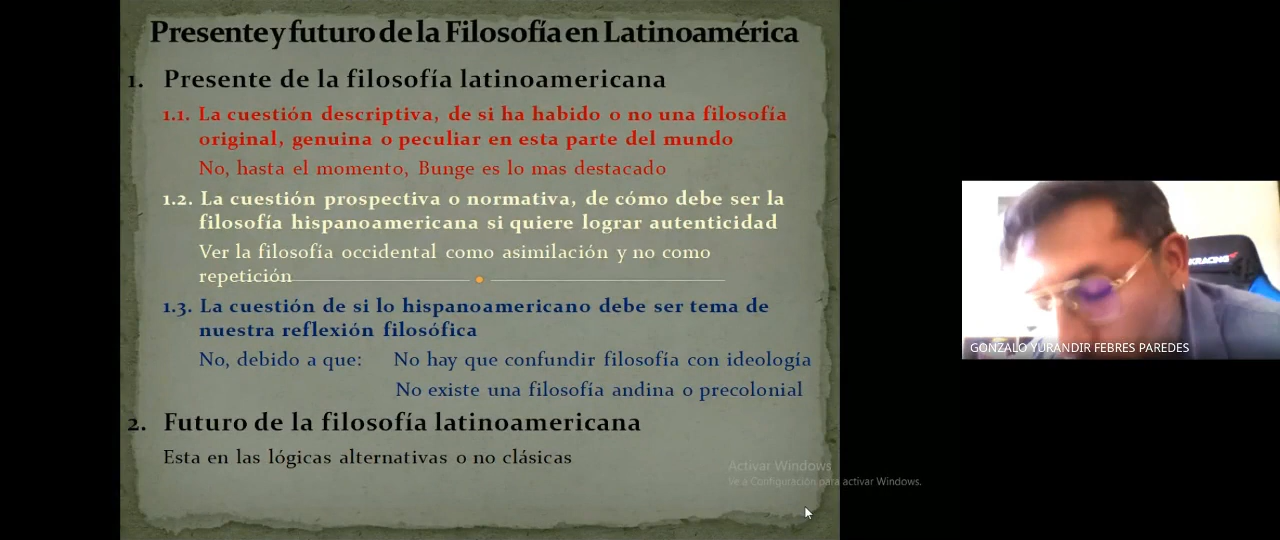 Presente y futuro de la Filosofía en Latinoamérica
1. Presente de la filosofía latinoamericana
1.1. La cuestión descriptiva, de si ha habido o no una filosofía
original, genuina o peculiar en esta parte del mundo
No, hasta el momento, Bunge es lo mas destacado
1.2. La cuestión prospectiva o normativa, de cómo debe ser la
filosofía hispanoamericana si quiere lograr autenticidad
Ver la filosofía occidental como asimilación y no como
repetición
1.3. La cuestión de si lo hispanoamericano debe ser tema de
nuestra reflexión filosófica
No, debido a que: No hay que confundir filosofía con ideología
No existe una filosofía andina o precolonial
2. Futuro de la filosofía latinoamericana
Esta en las lógicas alternativas o no clásicas
Activar Windows
Ve a Configuración para activar Windows.
KRACING
GONZALO YURANDIR FEBRES PAREDES